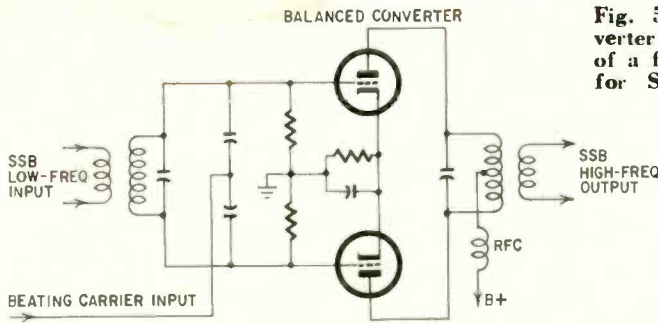 BALANCED CONVERTER
Fig. 5
verter
of a f
for S
SSB
LOW-FREQ
INPUT
SSB
HIGH-FREQ
OUTPUT
RFC
B+
BEATING CARRIER INPUT